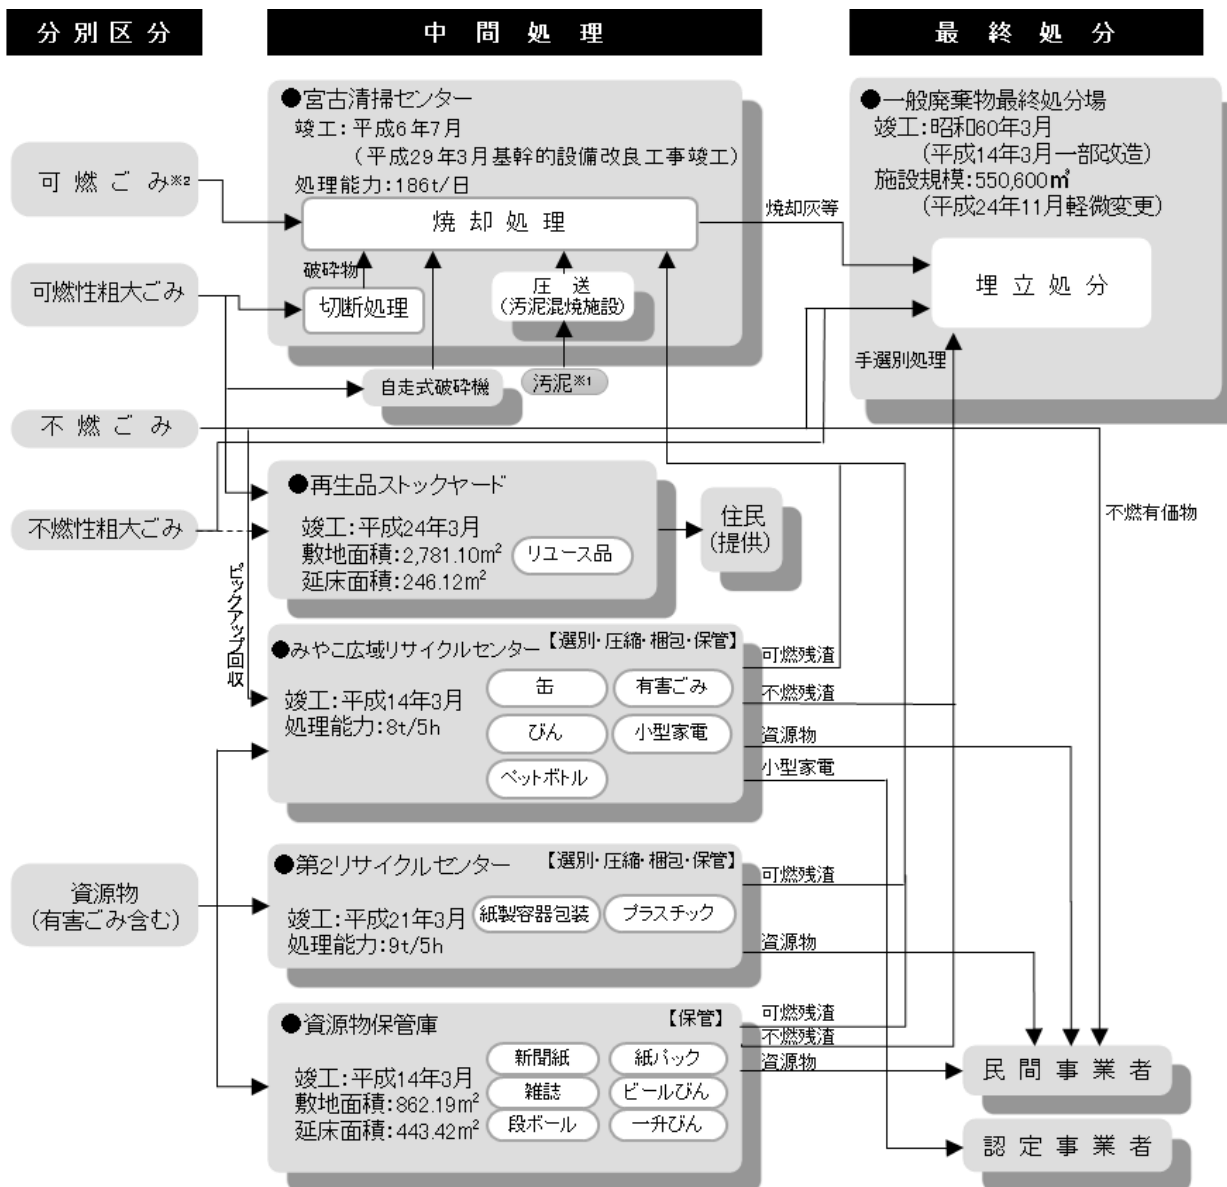 分別区分
中間処理
最終処分
●宮古清掃センター
竣工:平成6年7月
(平成29年3月基幹的設備改良工事竣工)
処理能力:186t/日
焼却処理
破砕物
切断処理
圧送
(汚泥混焼施設)
自走式破砕機
汚泥※1
●一般廃棄物最終処分場
竣工:昭和60年3月
(平成14年3月一部改造)
施設規模:550,600㎥
(平成24年11月軽微変更)
焼却灰等
埋立処分
手選別処理
可燃ごみ※2
可燃性粗大ごみ
不燃ごみ
不燃性粗大ごみ
●再生品ストックヤード
竣工:平成24年3月
敷地面積:2,781.10m²
延床面積:246.12m²
リユース品
住民
(提供)
不燃有価物
ピックアップ回収
●みやこ広域リサイクルセンター 【選別・圧縮・梱包・保管】
竣工:平成14年3月
処理能力:8t/5h
缶
有害ごみ
びん
小型家電
ペットボトル
可燃残渣
不燃残渣
資源物
小型家電
資源物
(有害ごみ含む)
●第2リサイクルセンター 【選別・圧縮・梱包・保管】
竣工:平成21年3月
処理能力:9t/5h
紙製容器包装
プラスチック
可燃残渣
資源物
●資源物保管庫 【保管】
竣工:平成14年3月
敷地面積:862.19m²
延床面積:443.42m²
新聞紙
紙パック
雑誌
ビールびん
段ボール
一升びん
可燃残渣
不燃残渣
資源物
民間事業者
認定事業者